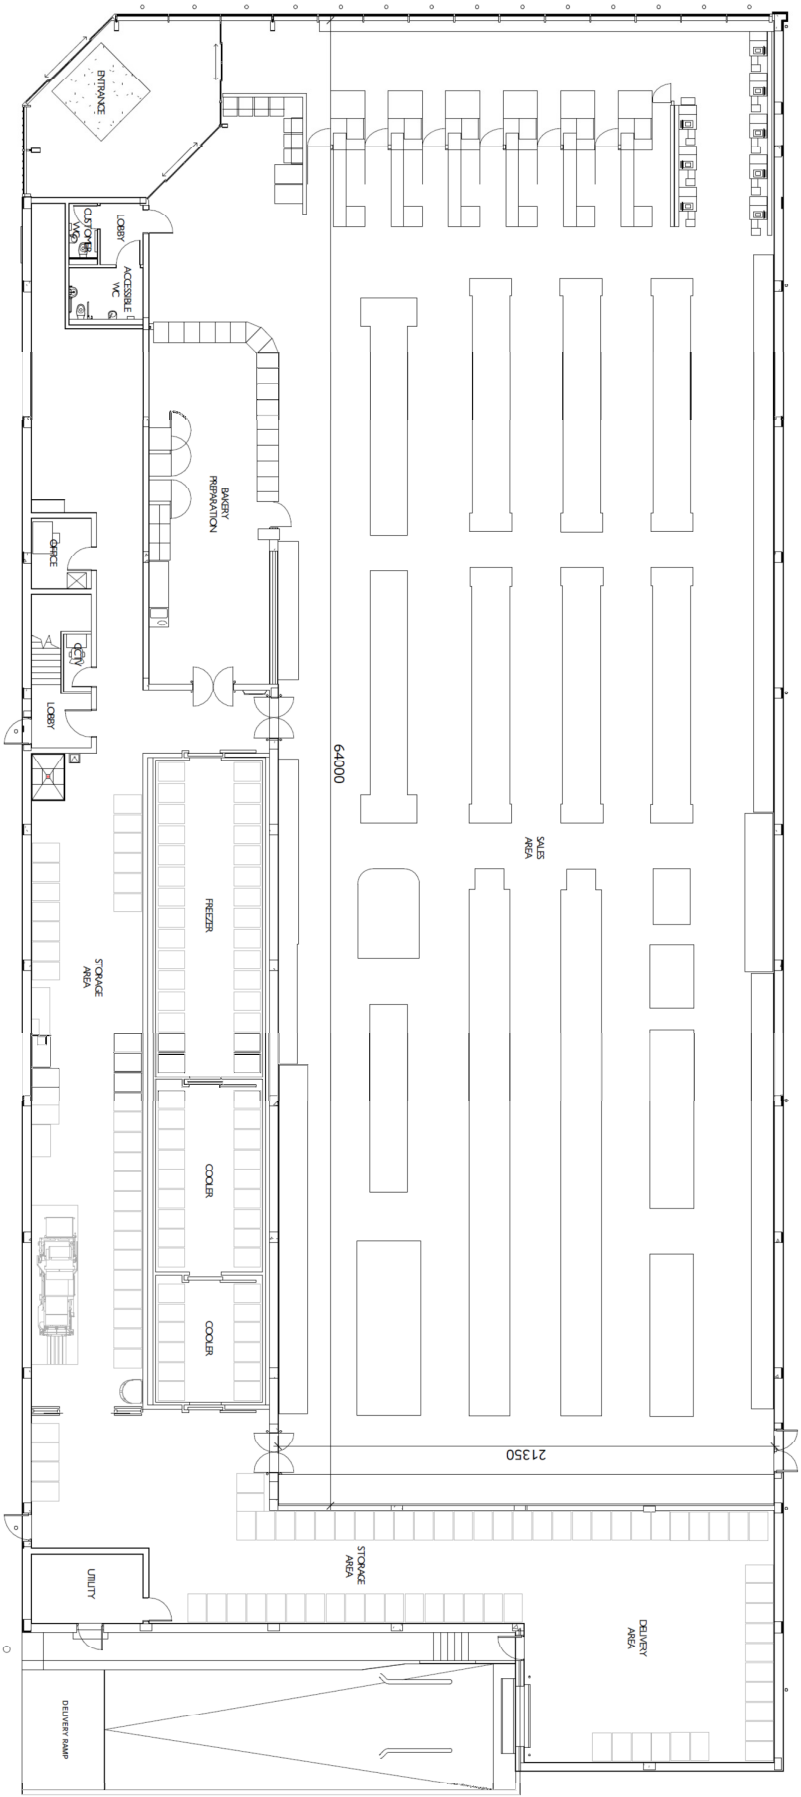 ENTRANCE
CUSTOMER
WC
LOBBY
ACCESSIBLE
WC
BAKERY
PREPARATION
OFFICE
CCTV
LOBBY
64000
SALES
AREA
FREEZER
STORAGE
AREA
COOLER
COOLER
21350
STORAGE
AREA
UTILITY
DELIVERY
AREA
DELIVERY RAMP